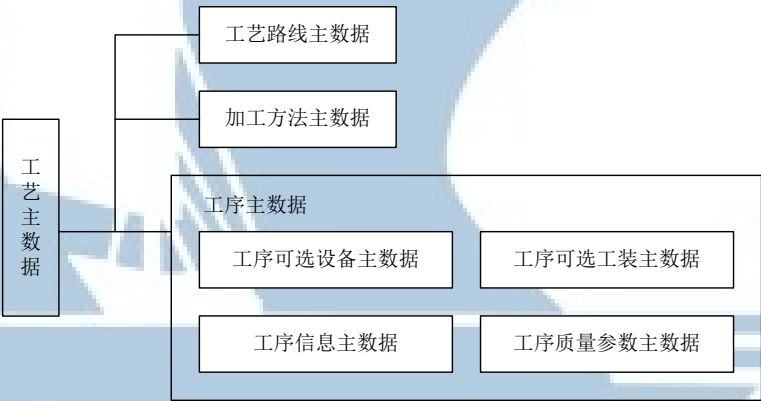 工艺路线主数据
加工方法主数据
工艺主数据
工序主数据
工序可选设备主数据
工序可选工装主数据
工序信息主数据
工序质量参数主数据